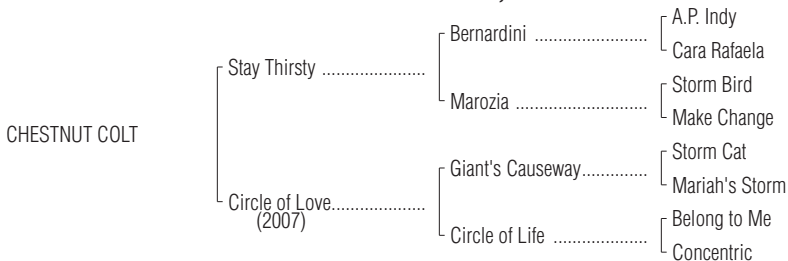 A.P. Indy
Bernardini ........................
Cara Rafaela
Stay Thirsty ......................
Storm Bird
Marozia ............................
Make Change
CHESTNUT COLT
Storm Cat
Giant's Causeway..............
Mariah's Storm
Circle of Love....................
(2007)
Belong to Me
Circle of Life ....................
Concentric